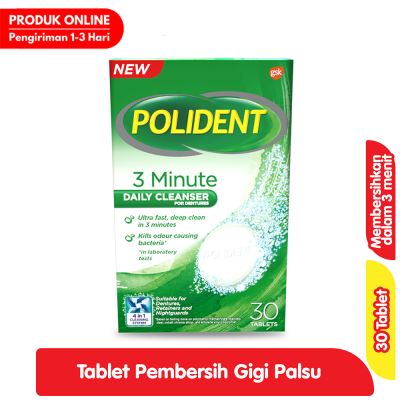 PRODUK ONLINE
Pengiriman 1-3 Hari
NEW
gsk
POLIDENT
3 Minute
DAILY CLEANSER
FOR DENTURES
Ultra fast, deep clean
in 3 minutes
Kills odour causing
bacteria*
*in laboratory
tests
POLIDENT
4 in 1
CLEANING
SYSTEM
Suitable for
Dentures,
Retainers and
Nightguards
30
TABLETS
Membersihkan
dalam 3 menit
30 Tablet
Tablet Pembersih Gigi Palsu